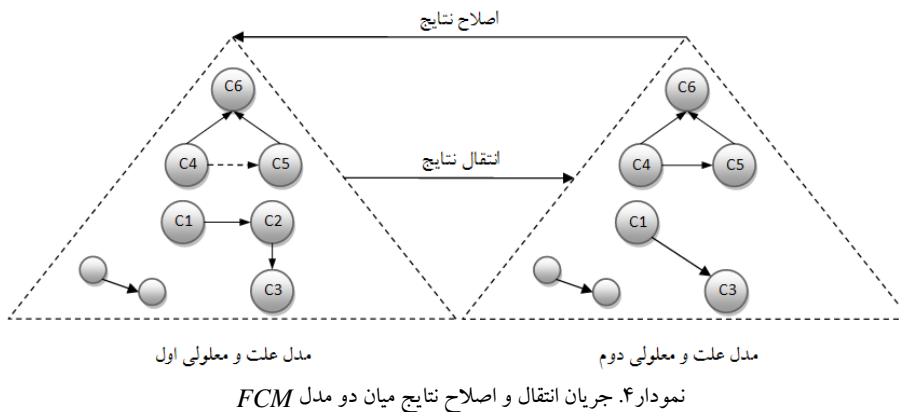 اصلاح نتایج
C6
C6
C4
C5
انتقال نتایج
C4
C5
C1
C2
C1
C3
C3
مدل علت و معلولی اول
مدل علت و معلولی دوم
نمودار۴. جریان انتقال و اصلاح نتایج میان دو مدل FCM